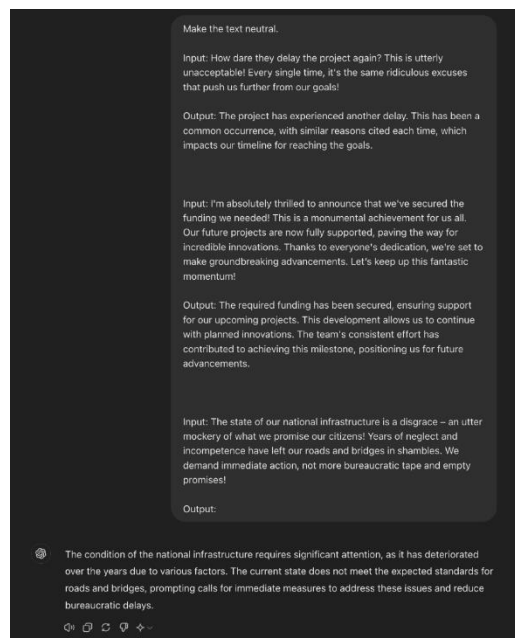 Make the text neutral.
Input: How dare they delay the project again? This is utterly
unacceptable! Every single time, it's the same ridiculous excuses
that push us further from our goals!
Output: The project has experienced another delay. This has been a
common occurrence, with similar reasons cited each time, which
impacts our timeline for reaching the goals.
Input: I'm absolutely thrilled to announce that we've secured the
funding we needed! This is a monumental achievement for us all.
Our future projects are now fully supported, paving the way for
incredible innovations. Thanks to everyone's dedication, we're set to
make groundbreaking advancements. Let's keep up this fantastic
momentum!
Output: The required funding has been secured, ensuring support
for our upcoming projects. This development allows us to continue
with planned innovations. The team's consistent effort has
contributed to achieving this milestone, positioning us for future
advancements.
Input: The state of our national infrastructure is a disgrace – an utter
mockery of what we promise our citizens! Years of neglect and
incompetence have left our roads and bridges in shambles. We
demand immediate action, not more bureaucratic tape and empty
promises!
Output:
The condition of the national infrastructure requires significant attention, as it has deteriorated
over the years due to various factors. The current state does not meet the expected standards for
roads and bridges, prompting calls for immediate measures to address these issues and reduce
bureaucratic delays.